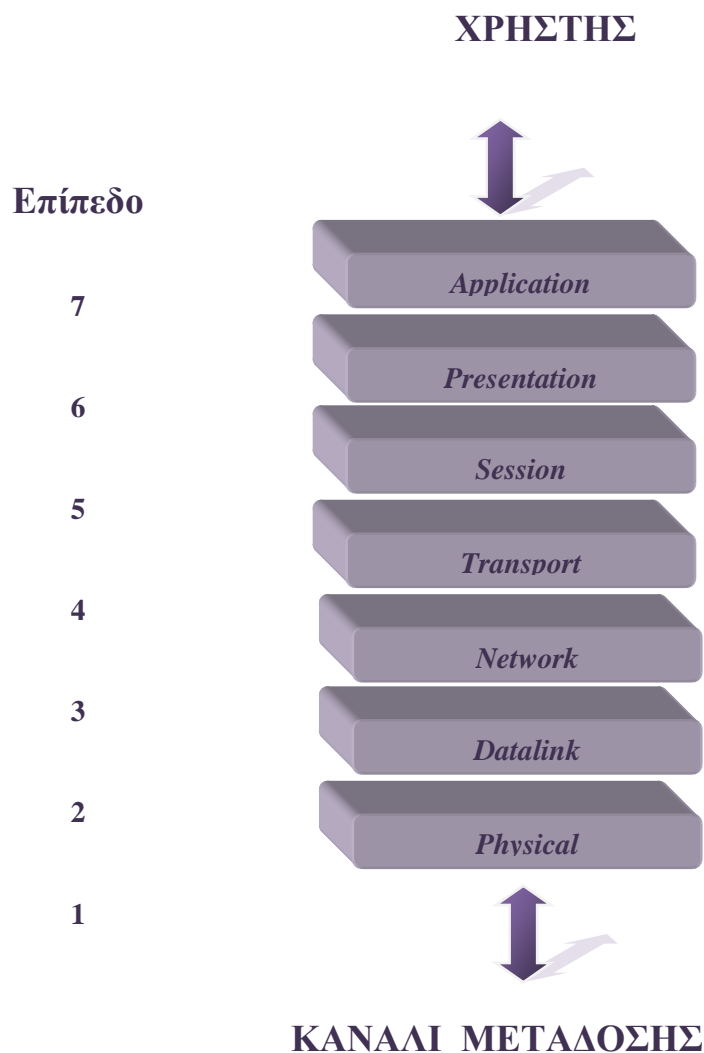 ΧΡΗΣΤΗΣ
Επίπεδο
Application
7
Presentation
6
Session
5
Transport
4
Network
3
Datalink
2
Physical
1
ΚΑΝΑΛΙ ΜΕΤΑΔΟΣΗΣ